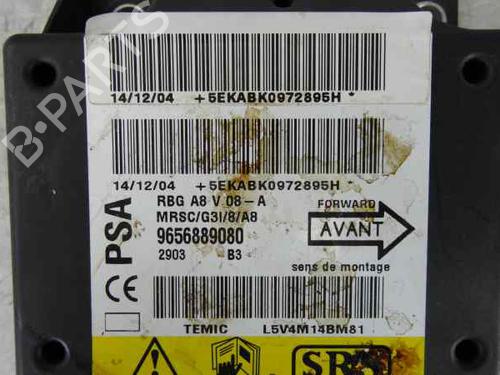 B-PARTS
14/12/04 +5EKABK0972895H *
14/12/04 +5EKABK0972895H *
PSA
CE
RBG A8 V 08-A
MRSC/G3I/8/A8
9656889080
2903 B3
FORWARD
AVANT
sens de montage
TEMIC L5V4M14BM81
SRS